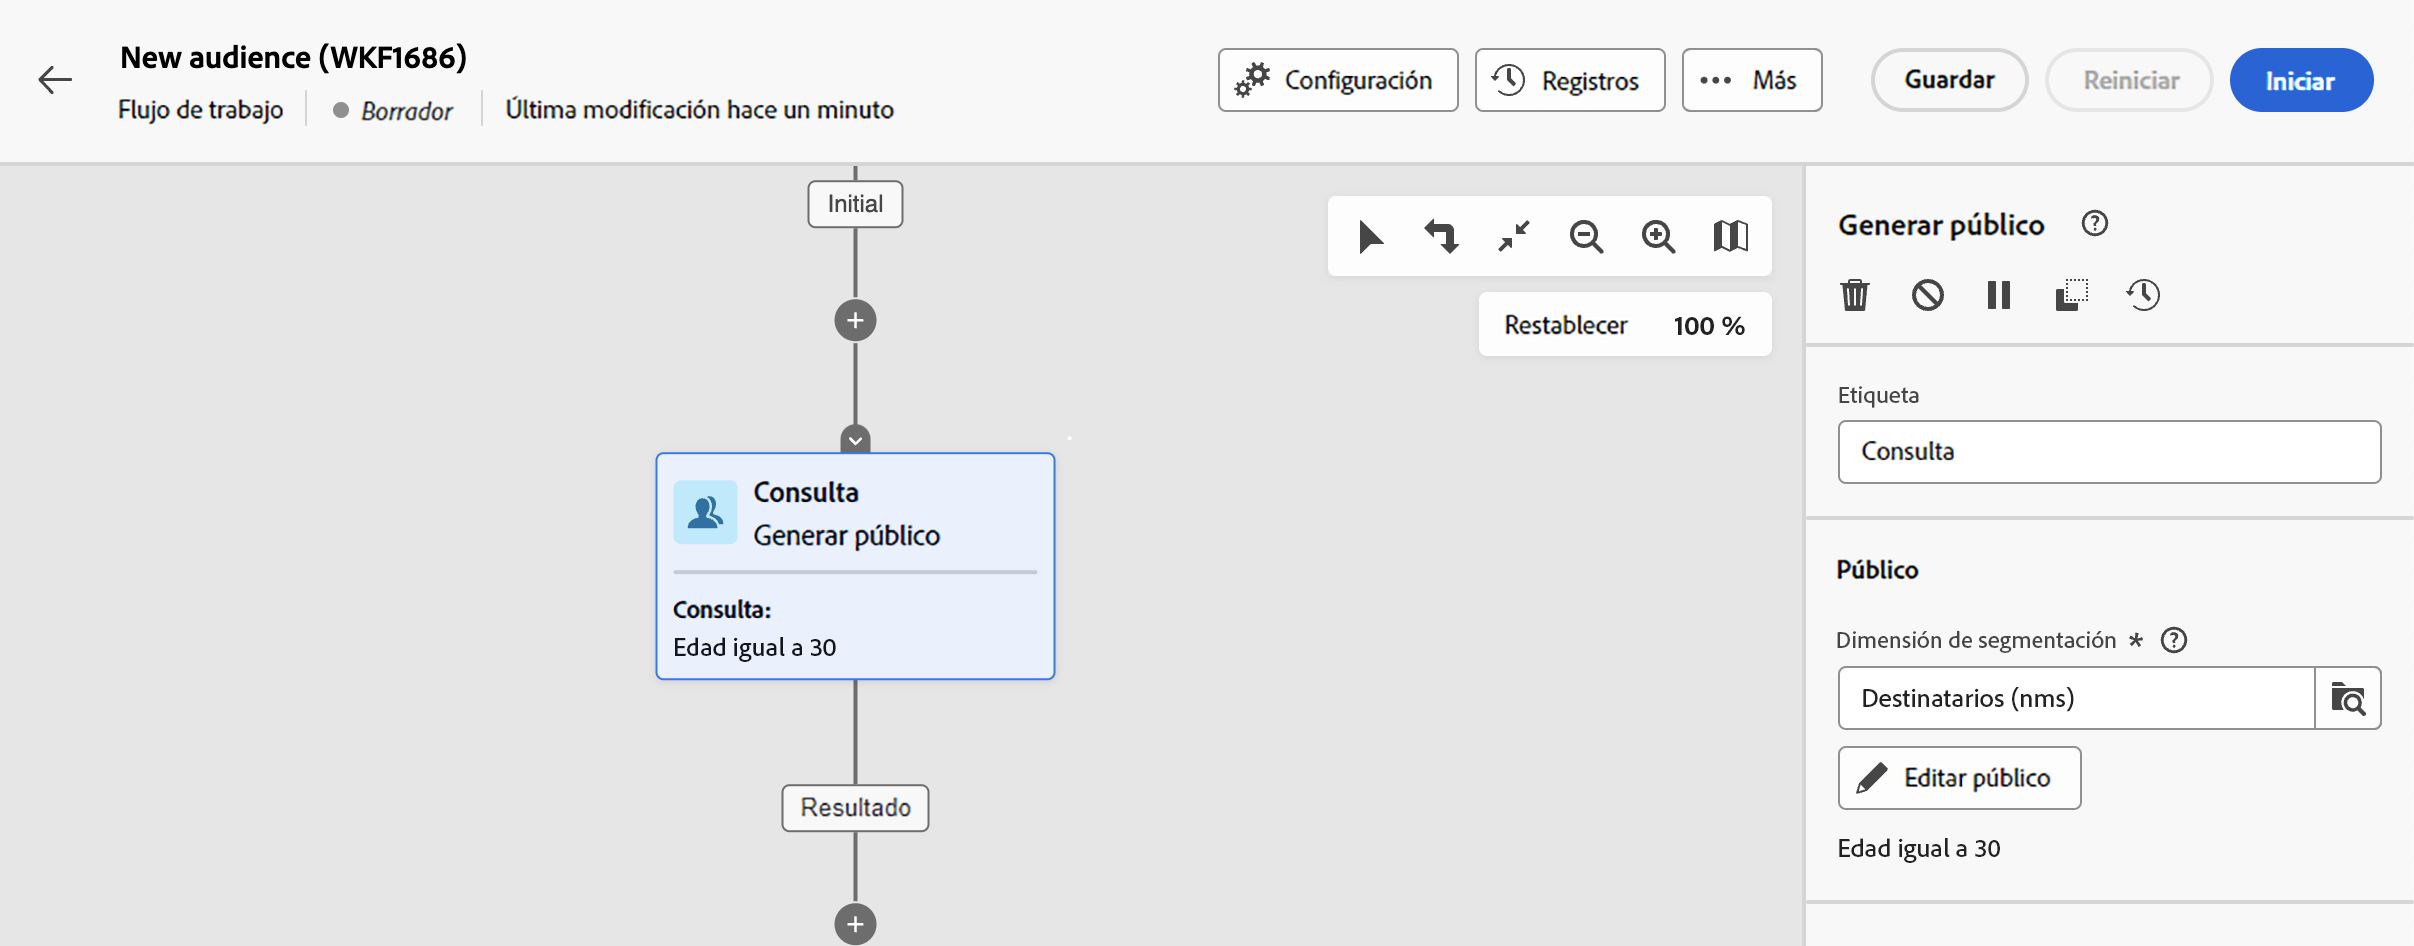 New audience (WKF1686)
Flujo de trabajo
Borrador
Última modificación hace un minuto
Configuración
Registros
Más
Guardar
Reiniciar
Iniciar
Initial
Restablecer 100 %
Consulta
Generar público
Consulta:
Edad igual a 30
Resultado
Generar público
Etiqueta
Consulta
Público
Dimensión de segmentación *
Destinatarios (nms)
Editar público
Edad igual a 30